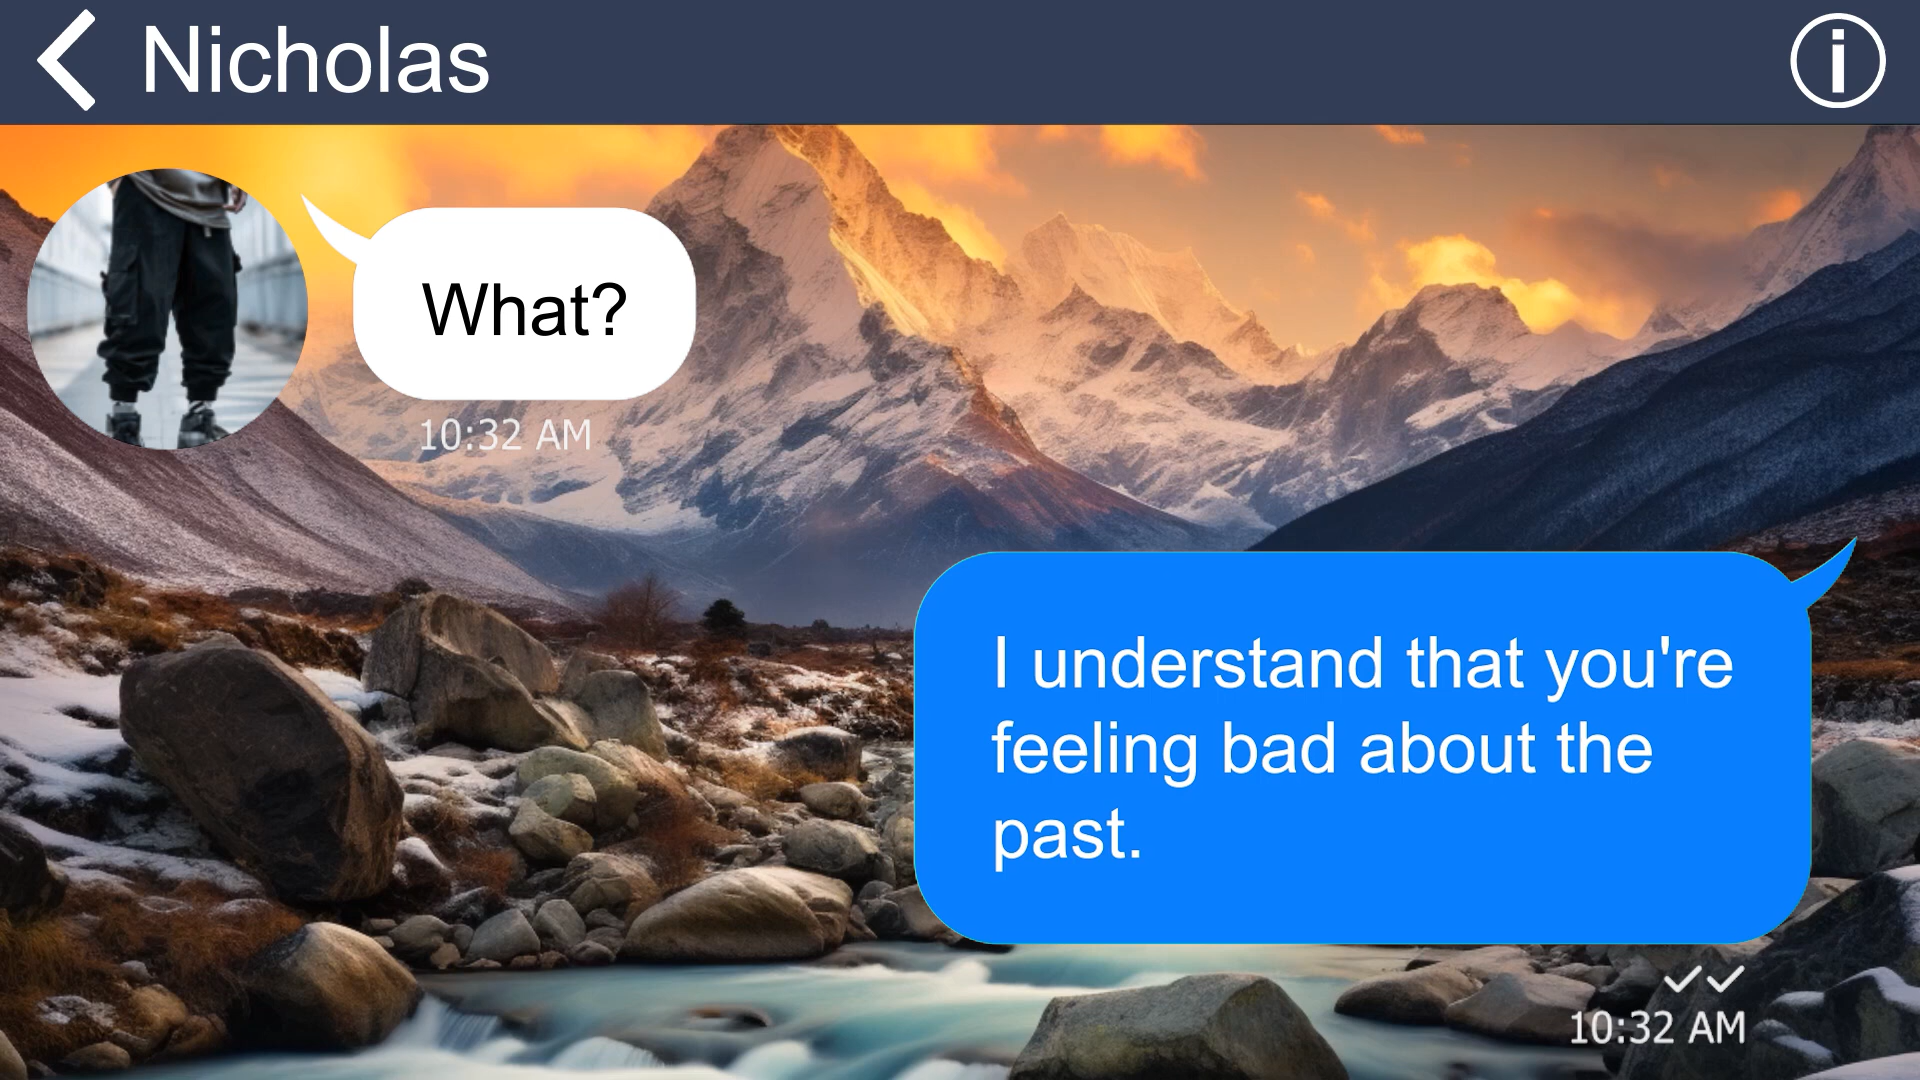 Nicholas
What?
10:32 AM
I understand that you're
feeling bad about the
past.
10:32 AM